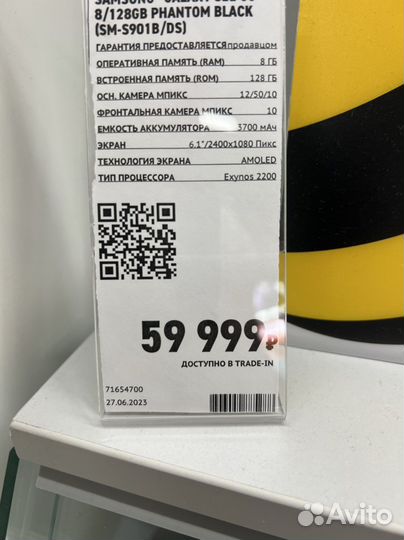 8/128GB PHANTOM BLACK
(SM-S901B/DS)
ГАРАНТИЯ ПРЕДОСТАВЛЯЕТСЯ продавцом
ОПЕРАТИВНАЯ ПАМЯТЬ (RAM) 8 ГБ
ВСТРОЕННАЯ ПАМЯТЬ (ROM) 128 ГБ
ОСН. КАМЕРА МПИКС 12/50/10
ФРОНТАЛЬНАЯ КАМЕРА МПИКС 10
ЕМКОСТЬ АККУМУЛЯТОРА 3700 мАч
ЭКРАН 6.1"/2400x1080 Пикс
ТЕХНОЛОГИЯ ЭКРАНА AMOLED
ТИП ПРОЦЕССОРА Exynos 2200
59 999₽
ДОСТУПНО В TRADE-IN
71654700
27.06.2023
Avito